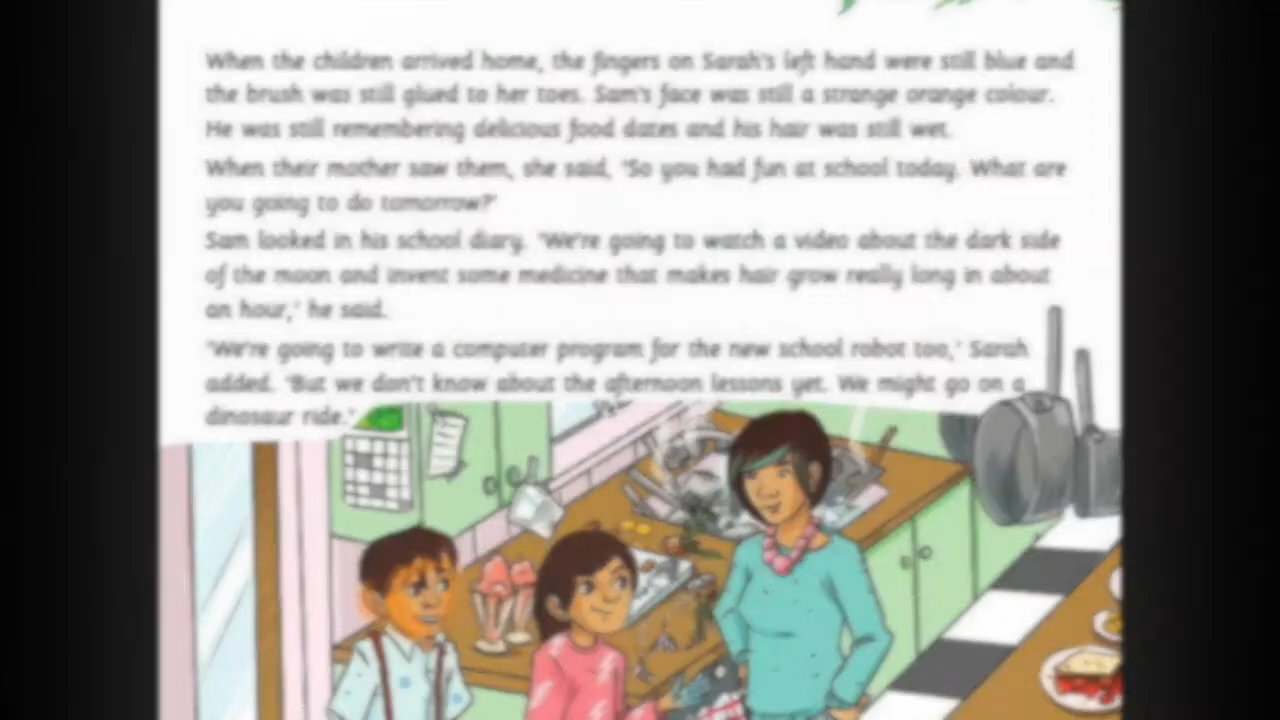 When the children arrived home, the fingers on Sarah's left hand were still blue and
the brush was still glued to her toes. Sam's face was still a strange orange colour.
He was still remembering delicious food dates and his hair was still wet.
When their mother saw them, she said, 'So you had fun at school today. What are
you going to do tomorrow?'
Sam looked in his school diary. 'We're going to watch a video about the dark side
of the moon and invent some medicine that makes hair grow really long in about
an hour,' he said.
'We're going to write a computer program for the new school robot too,' Sarah
added. 'But we don't know about the afternoon lessons yet. We might go on a
dinosaur ride.'